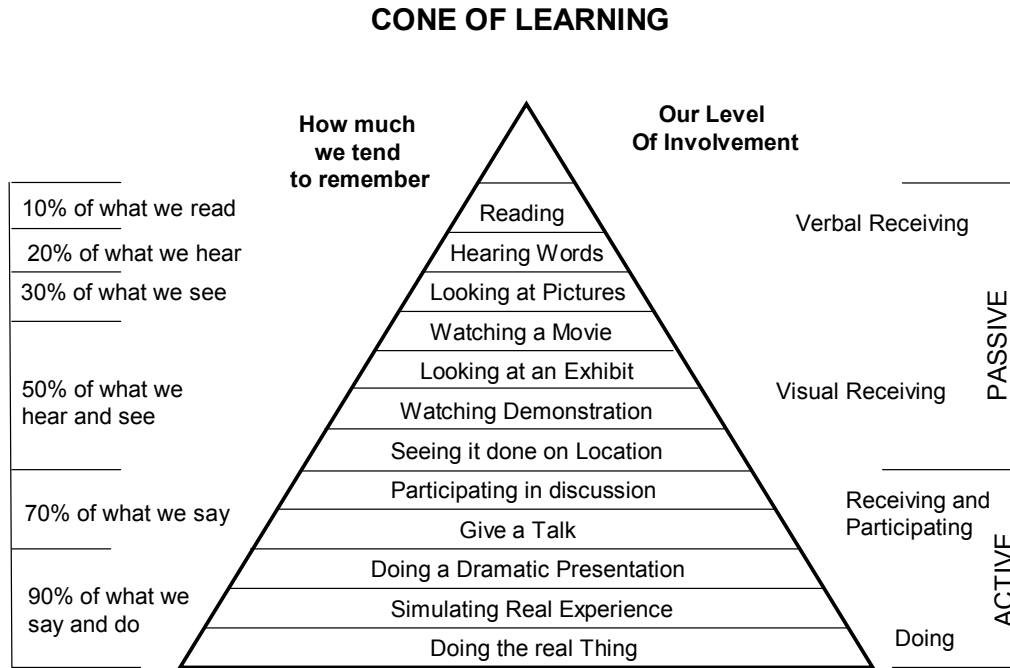 CONE OF LEARNING
How much
we tend
to remember
Our Level
Of Involvement
10% of what we read
Reading
Verbal Receiving
20% of what we hear
Hearing Words
30% of what we see
Looking at Pictures
Watching a Movie
PASSIVE
50% of what we
hear and see
Looking at an Exhibit
Visual Receiving
Watching Demonstration
Seeing it done on Location
70% of what we say
Participating in discussion
Receiving and
Participating
Give a Talk
ACTIVE
90% of what we
say and do
Doing a Dramatic Presentation
Simulating Real Experience
Doing the real Thing
Doing